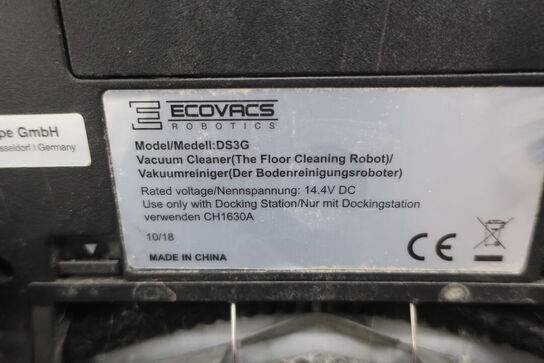 pe GmbH
sseldorf | Germany
ECOVACS
ROBOTICS
Model/Medell:DS3G
Vacuum Cleaner(The Floor Cleaning Robot)/
Vakuumreiniger(Der Bodenreinigungsroboter)
Rated voltage/Nennspannung: 14.4V DC
Use only with Docking Station/Nur mit Dockingstation
verwenden CH1630A
10/18
MADE IN CHINA
CE